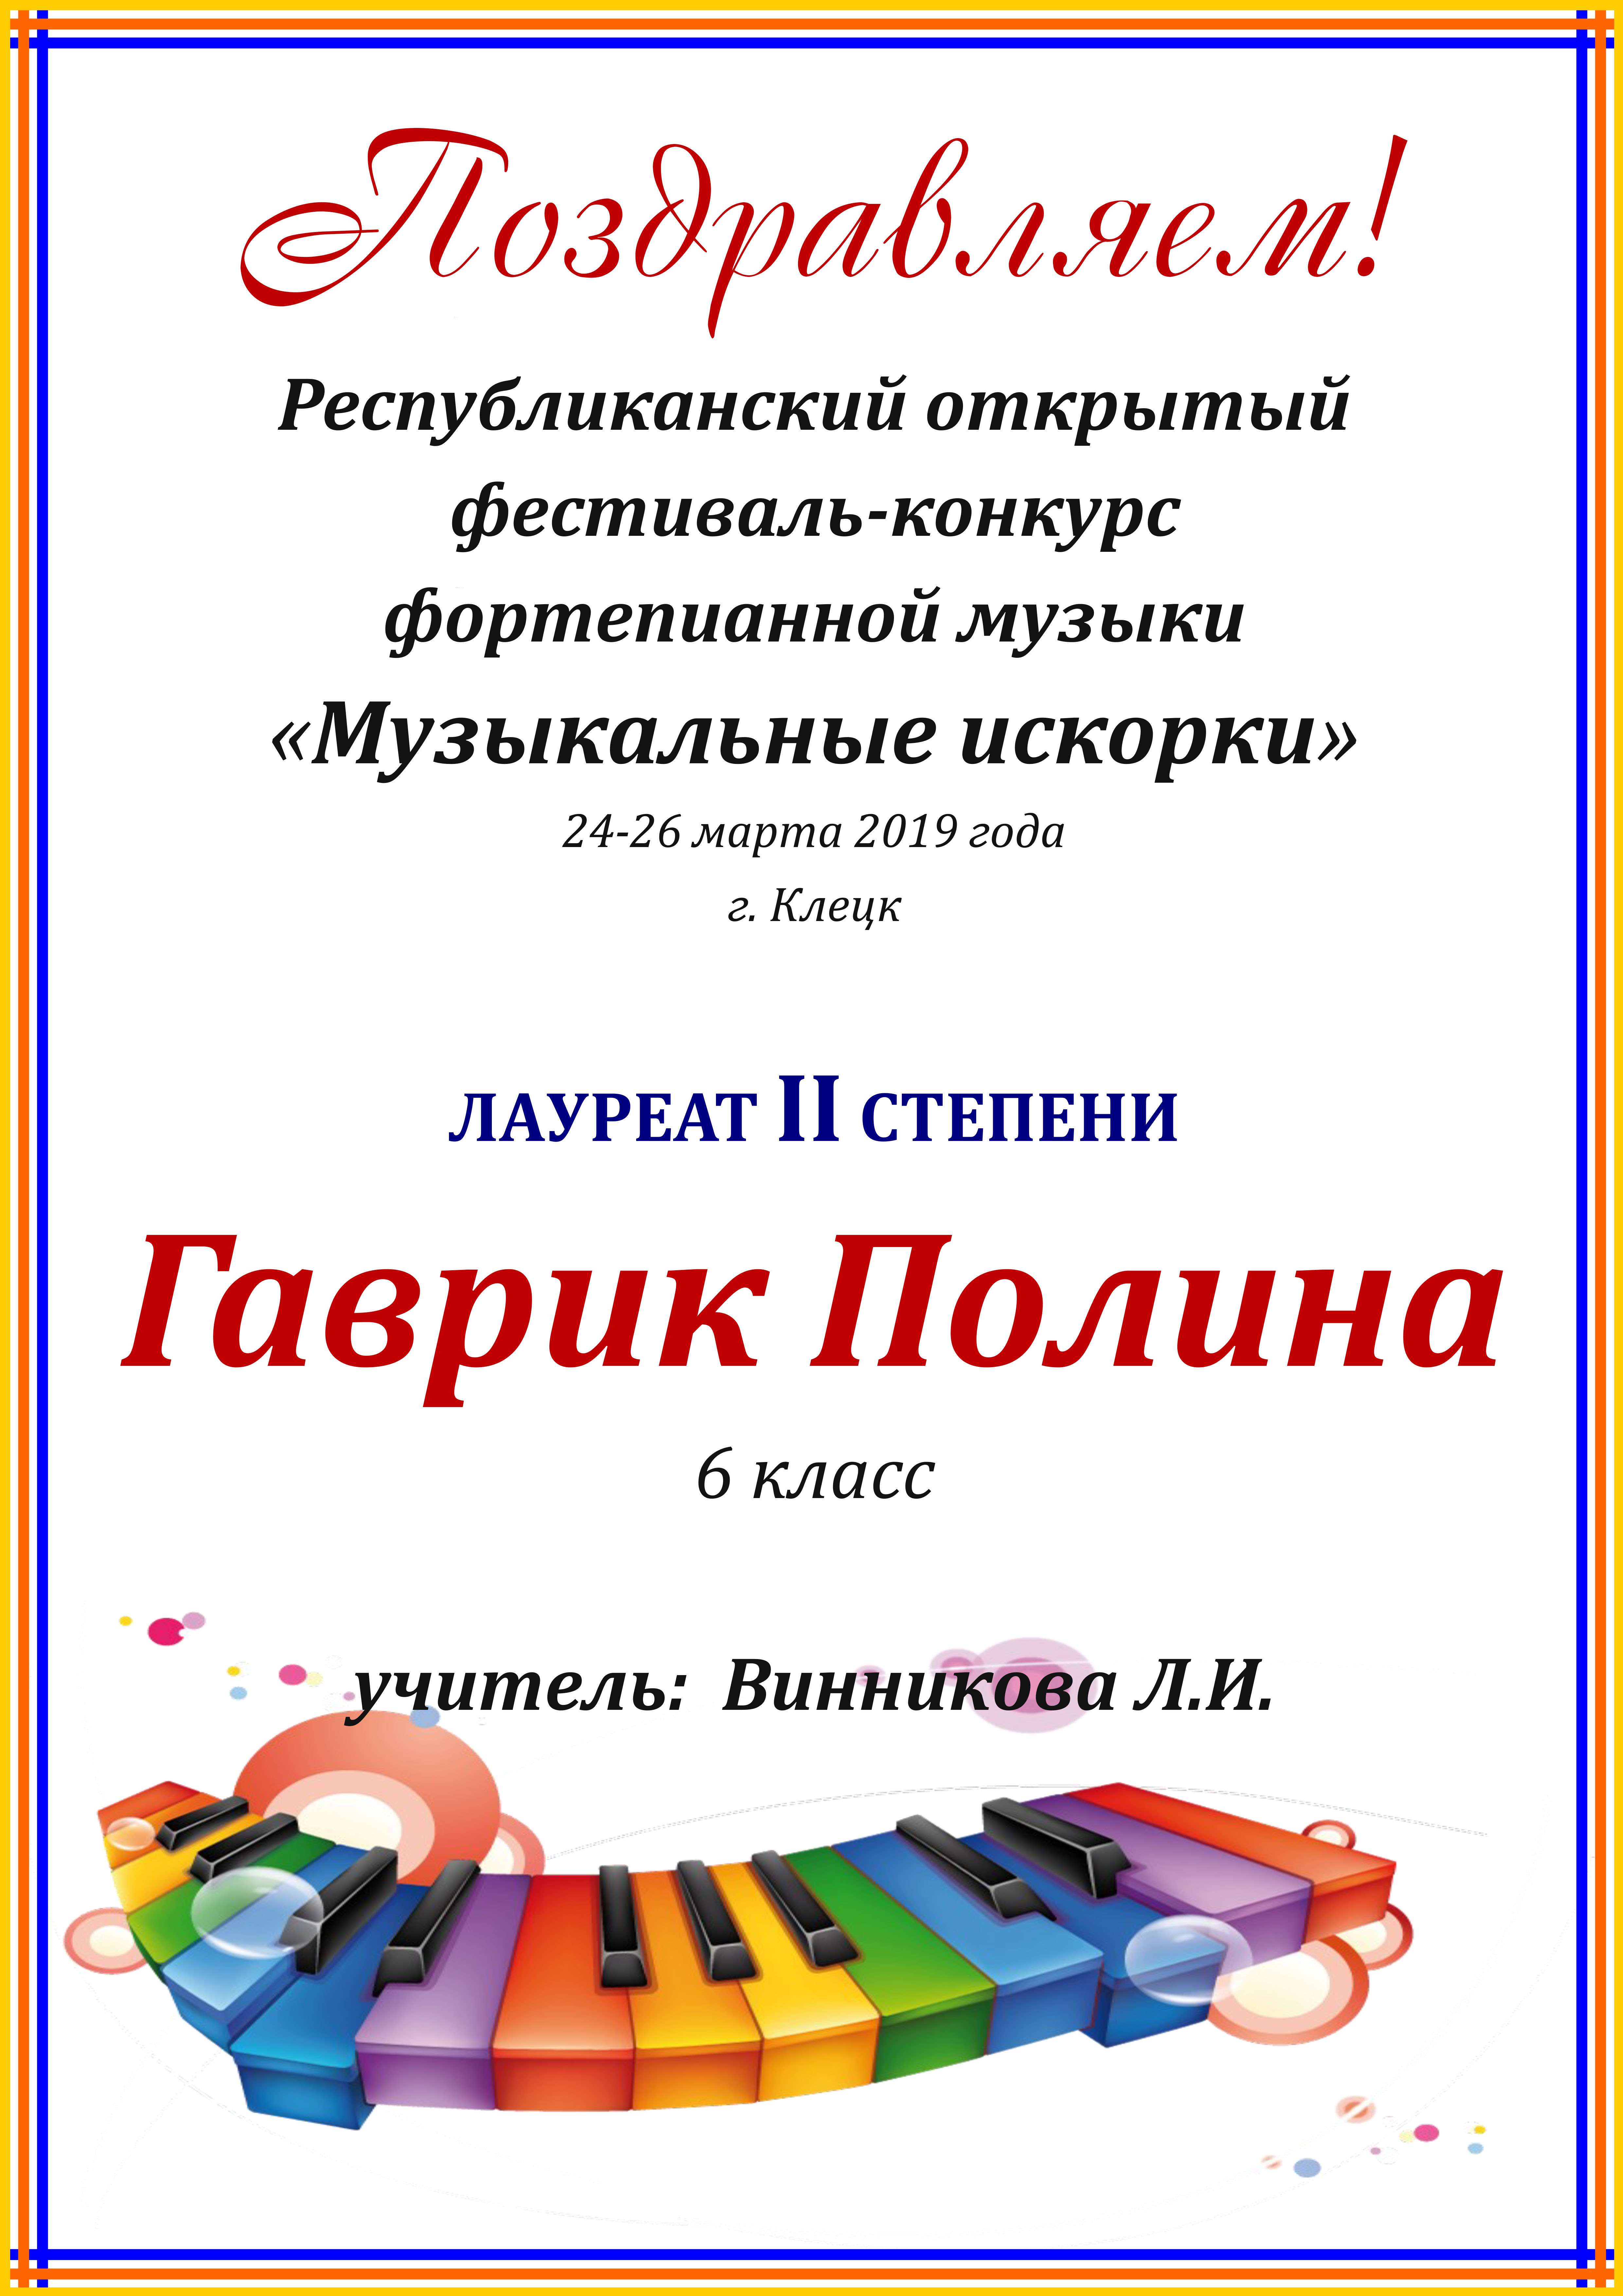 Поздравляем!
Республиканский открытый
фестиваль-конкурс
фортепианной музыки
«Музыкальные искорки»
24-26 марта 2019 года
г. Клецк
ЛАУРЕАТ II СТЕПЕНИ
Гаврик Полина
6 класс
учитель: Винникова Л.И.